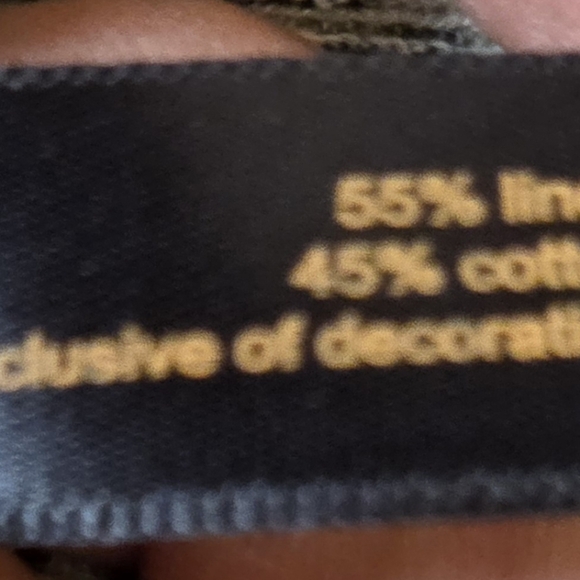 55% lin
45% cott
clusive of decorati